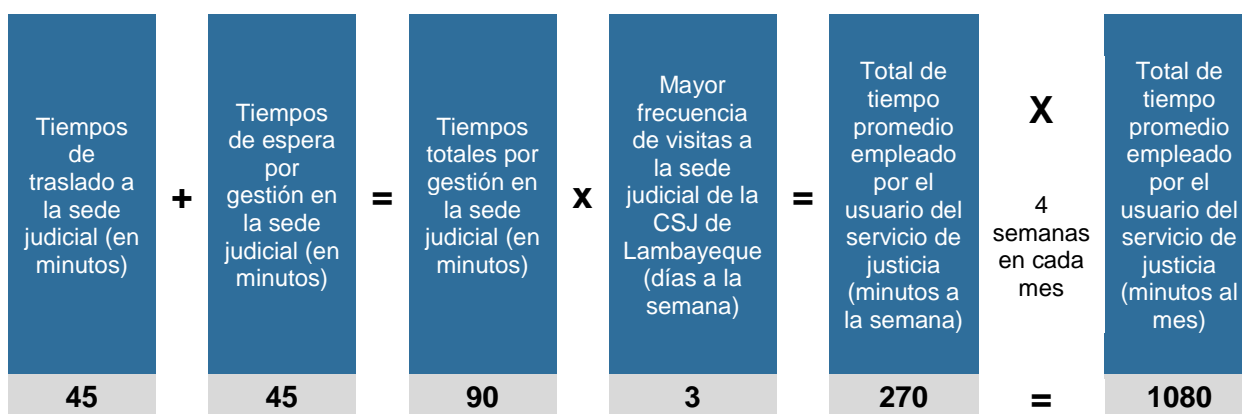 Tiempos
de
traslado a
la sede
judicial (en
minutos)
+
Tiempos
de espera
por
gestión en
la sede
judicial (en
minutos)
=
Tiempos
totales por
gestión en
la sede
judicial (en
minutos)
x
Mayor
frecuencia
de visitas a
la sede
judicial de la
CSJ de
Lambayeque
(días a la
semana)
=
Total de
tiempo
promedio
empleado
por el
usuario del
servicio de
justicia
(minutos a
la semana)
X
4
semanas
en cada
mes
Total de
tiempo
promedio
empleado
por el
usuario del
servicio de
justicia
(minutos al
mes)
45
45
90
3
270
=
1080